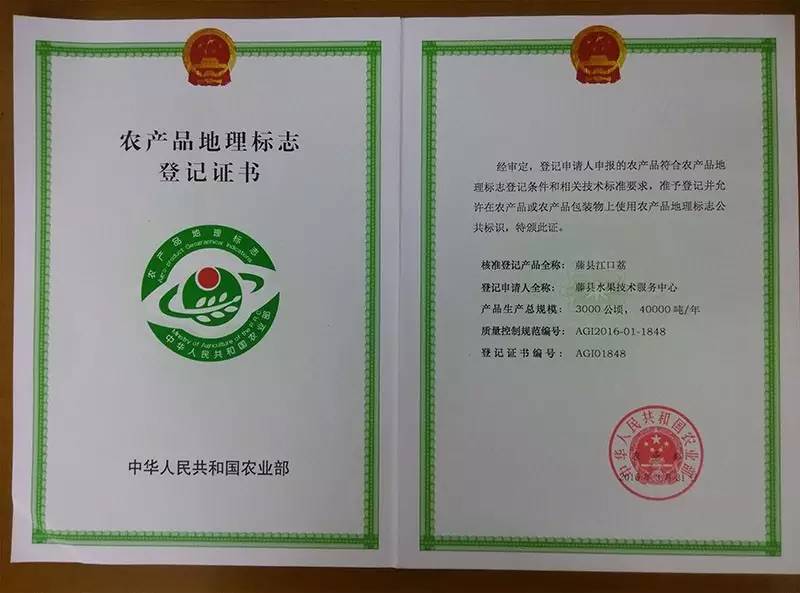 农产品地理标志
登记证书
农产品地理标志
Agro-product Geographical Indications
Ministry of Agriculture of the P.R.C
中华人民共和国农业部
中华人民共和国农业部
经审定，登记申请人申报的农产品符合农产品地
理标志登记条件和相关技术标准要求，准予登记并允
许在农产品或农产品包装物上使用农产品地理标志公
共标识，特颁此证。
核准登记产品全称： 藤县江口荔
登记申请人全称： 藤县水果技术服务中心
产品生产总规模： 3000 公顷， 40000 吨/年
质量控制规范编号： AGI2016-01-1848
登记证书编号： AGI01848
中华人民共和国农业部